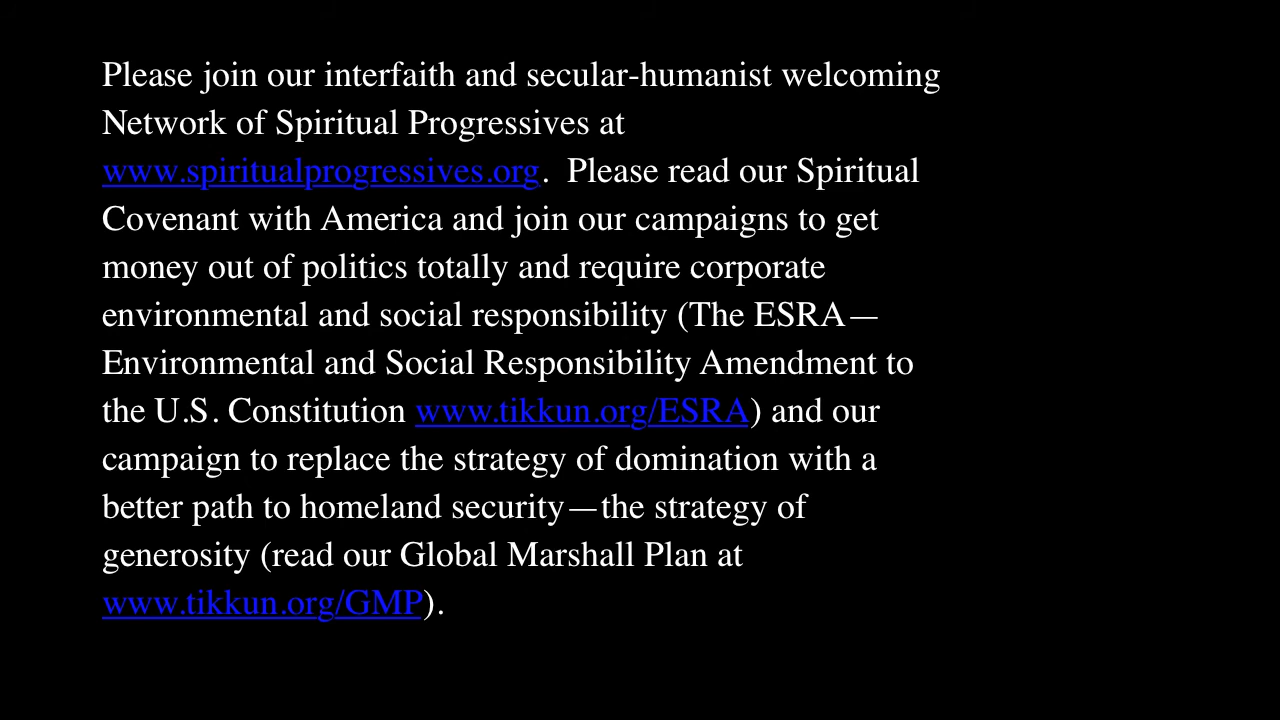 Please join our interfaith and secular-humanist welcoming
Network of Spiritual Progressives at
www.spiritualprogressives.org.  Please read our Spiritual
Covenant with America and join our campaigns to get
money out of politics totally and require corporate
environmental and social responsibility (The ESRA—
Environmental and Social Responsibility Amendment to
the U.S. Constitution www.tikkun.org/ESRA) and our
campaign to replace the strategy of domination with a
better path to homeland security—the strategy of
generosity (read our Global Marshall Plan at
www.tikkun.org/GMP).